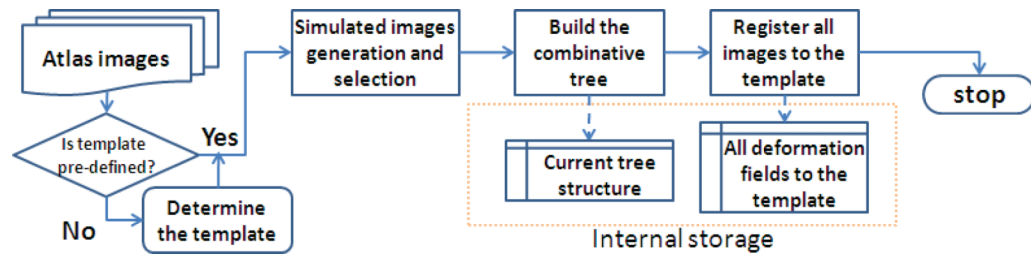 Atlas images
Is template
pre-defined?
Yes
No
Determine
the template
Simulated images
generation and
selection
Build the
combinative
tree
Register all
images to the
template
stop
Current tree
structure
All deformation
fields to the
template
Internal storage